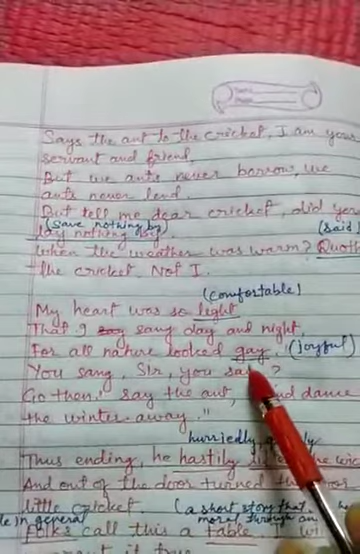 Says the ant to the cricket, I am your
servant and friend,
But we ants never borrow, we
ants never lend.
But tell me dear cricket, did you
(save nothing by)
lay nothing by
(said)
When the weather was warm? Quoth
the cricket, Not I.
(comfortable)
My heart was so light
That I sang day and night,
For all nature looked gay. (joyful)
You sang, Sir, you say?
Go then, say the ant, and dance
the winter away."
hurriedly,
Thus ending, he hastily the wic
And out of the door turned the
little cricket. (a short story that
in general
moral through an
Folks call this a fable. I